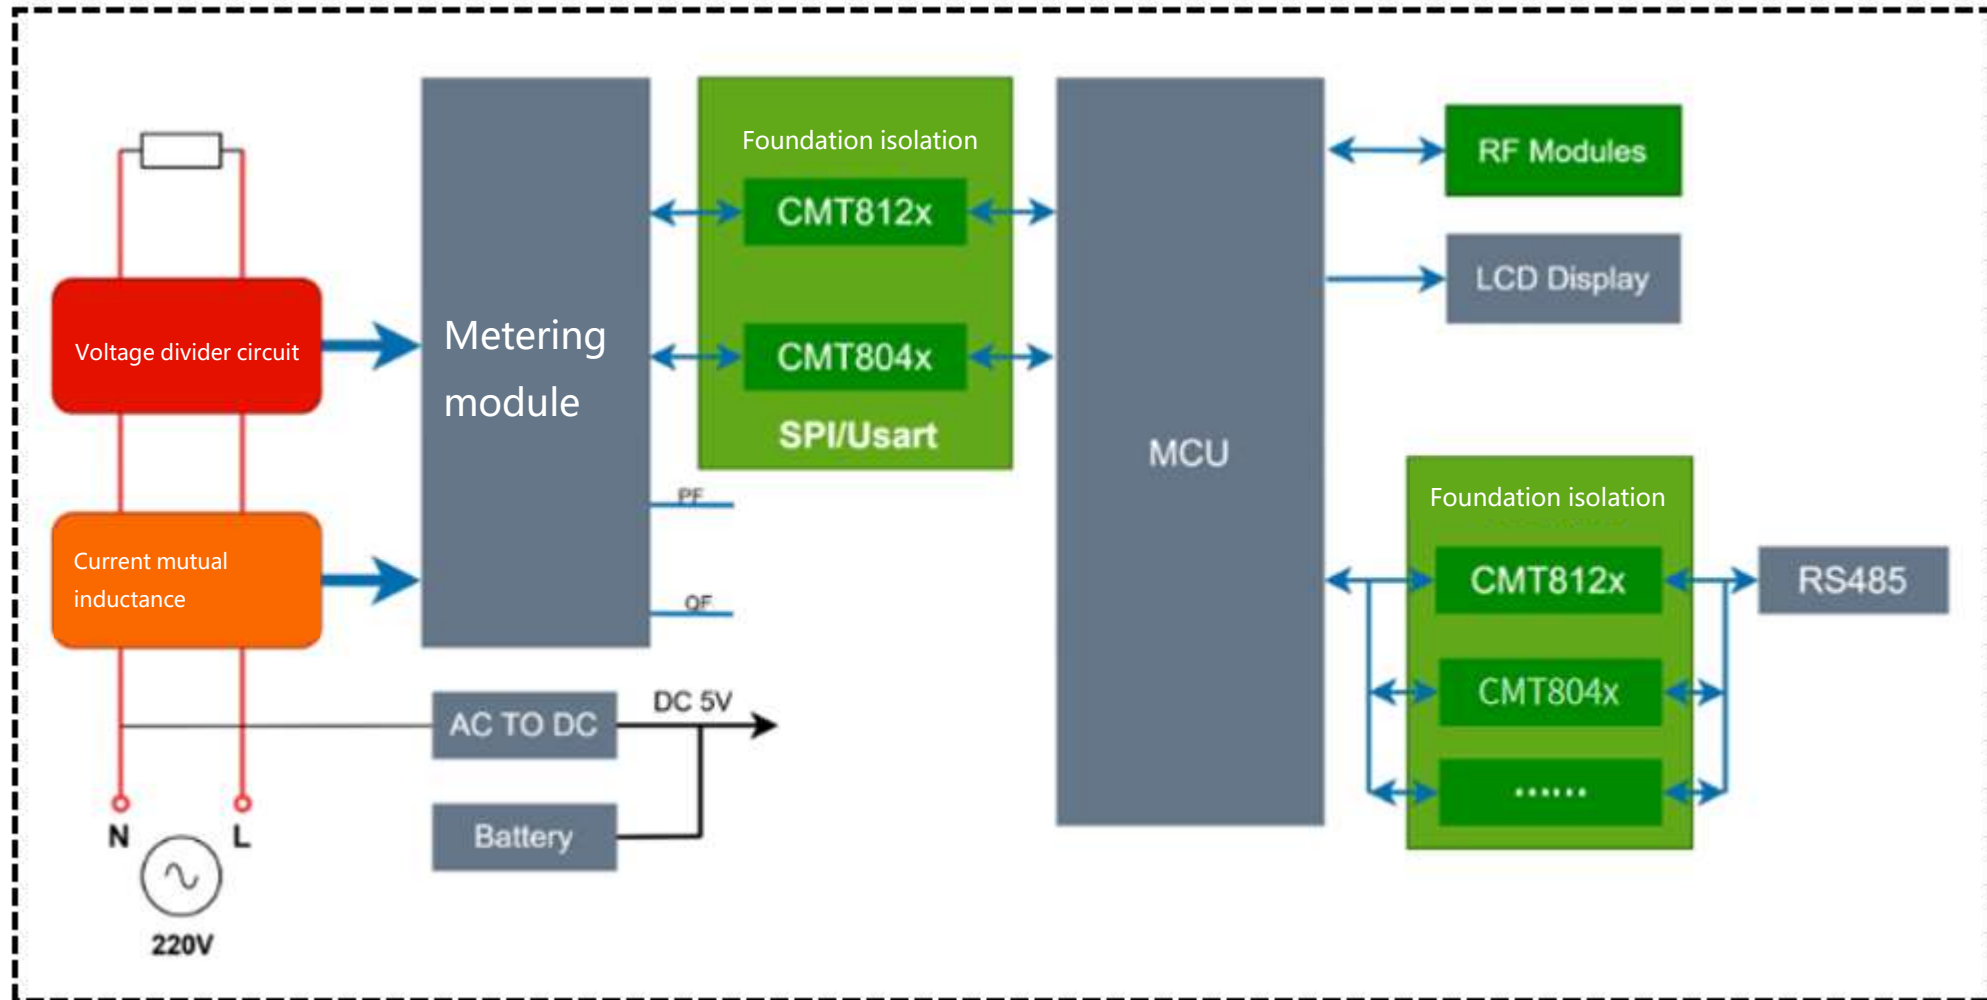 Voltage divider circuit
Current mutual
inductance
N
L
220V
Metering
module
PF
QF
AC TO DC
DC 5V
Battery
Foundation isolation
CMT812x
CMT804x
SPI/Usart
MCU
RF Modules
LCD Display
Foundation isolation
CMT812x
CMT804x
......
RS485